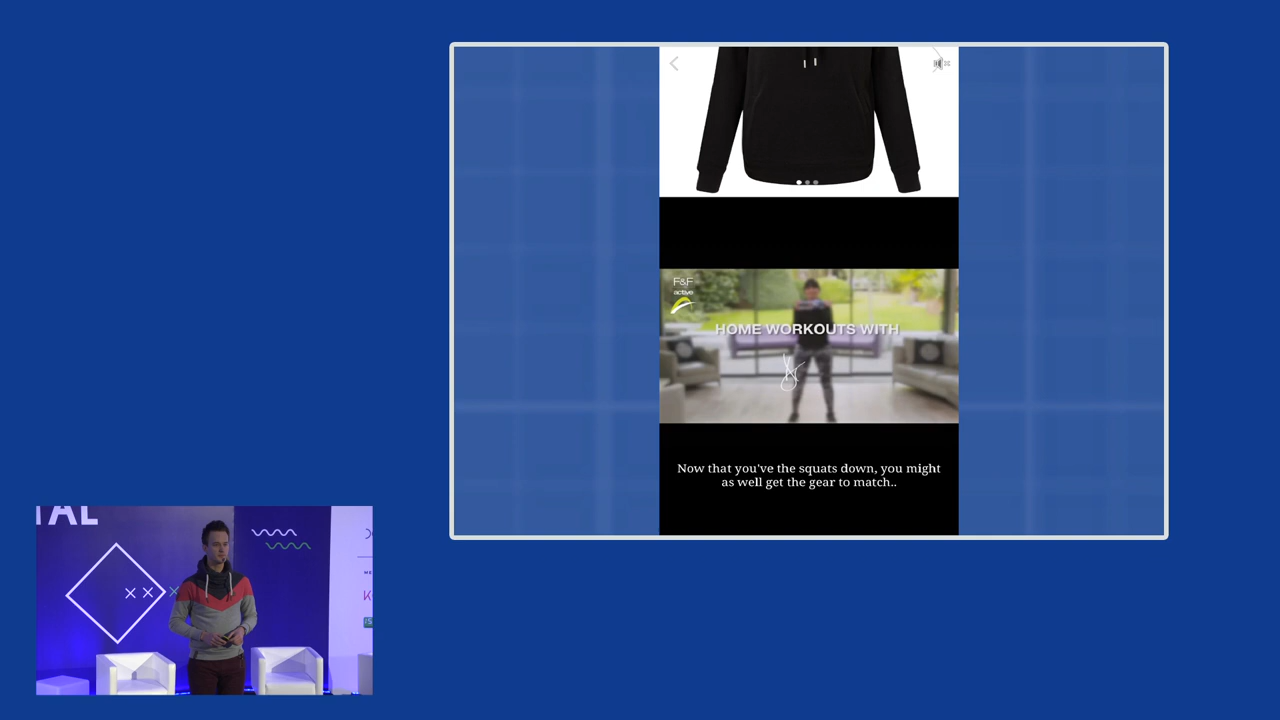 F&F
active
HOME WORKOUTS WITH
Now that you've the squats down, you might
as well get the gear to match..
TAL